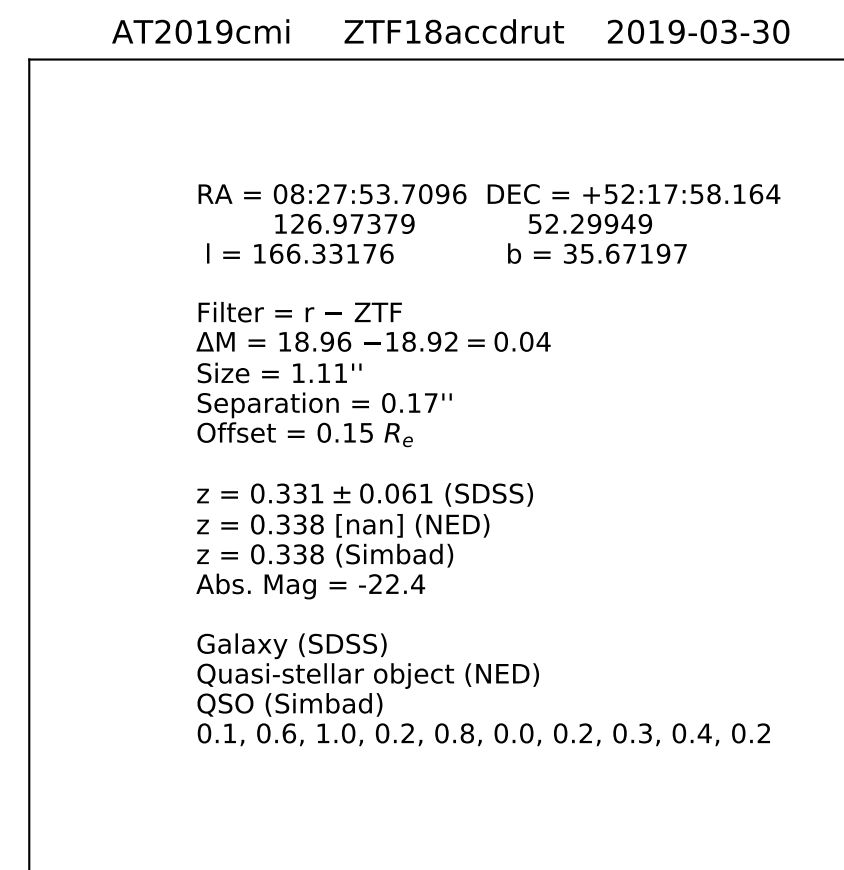 AT2019cmi ZTF18accdrut 2019-03-30
RA = 08:27:53.7096 DEC = +52:17:58.164
126.97379 52.29949
l = 166.33176 b = 35.67197
Filter = r − ZTF
ΔM = 18.96 −18.92 = 0.04
Size = 1.11''
Separation = 0.17''
Offset = 0.15 Re
z = 0.331 ± 0.061 (SDSS)
z = 0.338 [nan] (NED)
z = 0.338 (Simbad)
Abs. Mag = -22.4
Galaxy (SDSS)
Quasi-stellar object (NED)
QSO (Simbad)
0.1, 0.6, 1.0, 0.2, 0.8, 0.0, 0.2, 0.3, 0.4, 0.2